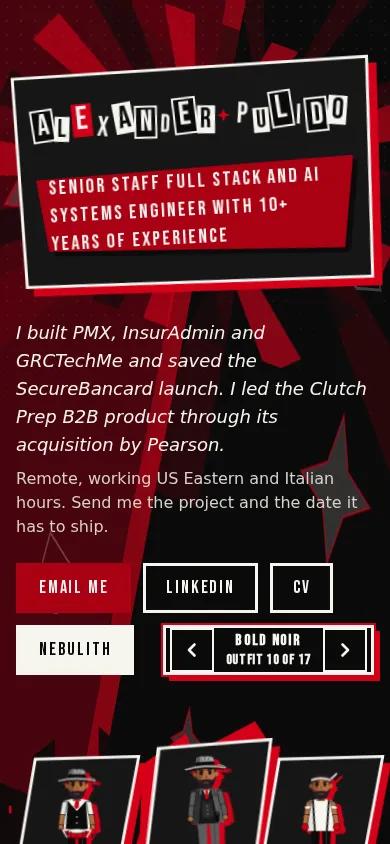 ALEXANDER PULIDO
SENIOR STAFF FULL STACK AND AI
SYSTEMS ENGINEER WITH 10+
YEARS OF EXPERIENCE
I built PMX, InsurAdmin and
GRCTechMe and saved the
SecureBancard launch. I led the Clutch
Prep B2B product through its
acquisition by Pearson.
Remote, working US Eastern and Italian
hours. Send me the project and the date it
has to ship.
EMAIL ME
LINKEDIN
CV
NEBULITH
BOLD NOIR
OUTFIT 10 OF 17